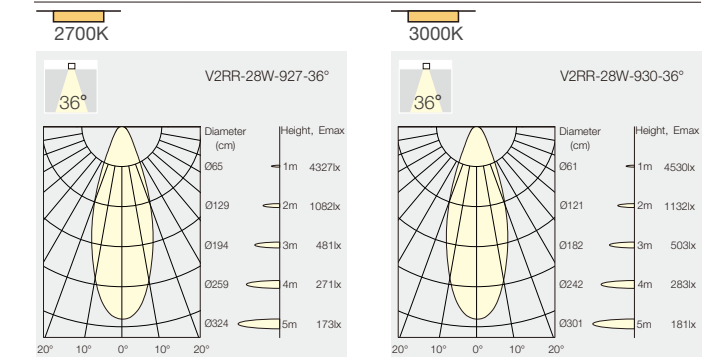 2700K
V2RR-28W-927-36°
36°
Diameter
(cm)
Height, Emax
Ø65 1m 4327lx
Ø129 2m 1082lx
Ø194 3m 481lx
Ø259 4m 271lx
Ø324 5m 173lx
20° 10° 0° 10° 20°
3000K
V2RR-28W-930-36°
36°
Diameter
(cm)
Height, Emax
Ø61 1m 4530lx
Ø121 2m 1132lx
Ø182 3m 503lx
Ø242 4m 283lx
Ø301 5m 181lx
20° 10° 0° 10° 20°